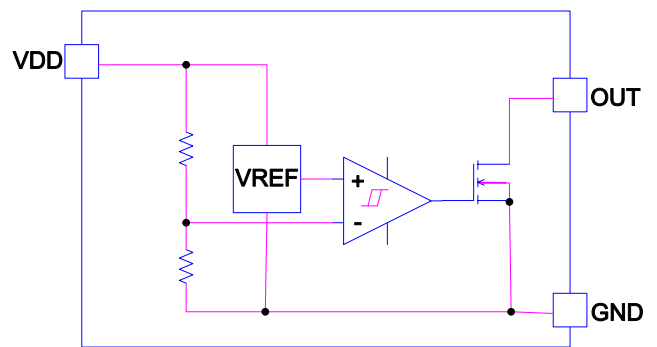 VDD
OUT
VREF
+
-
GND